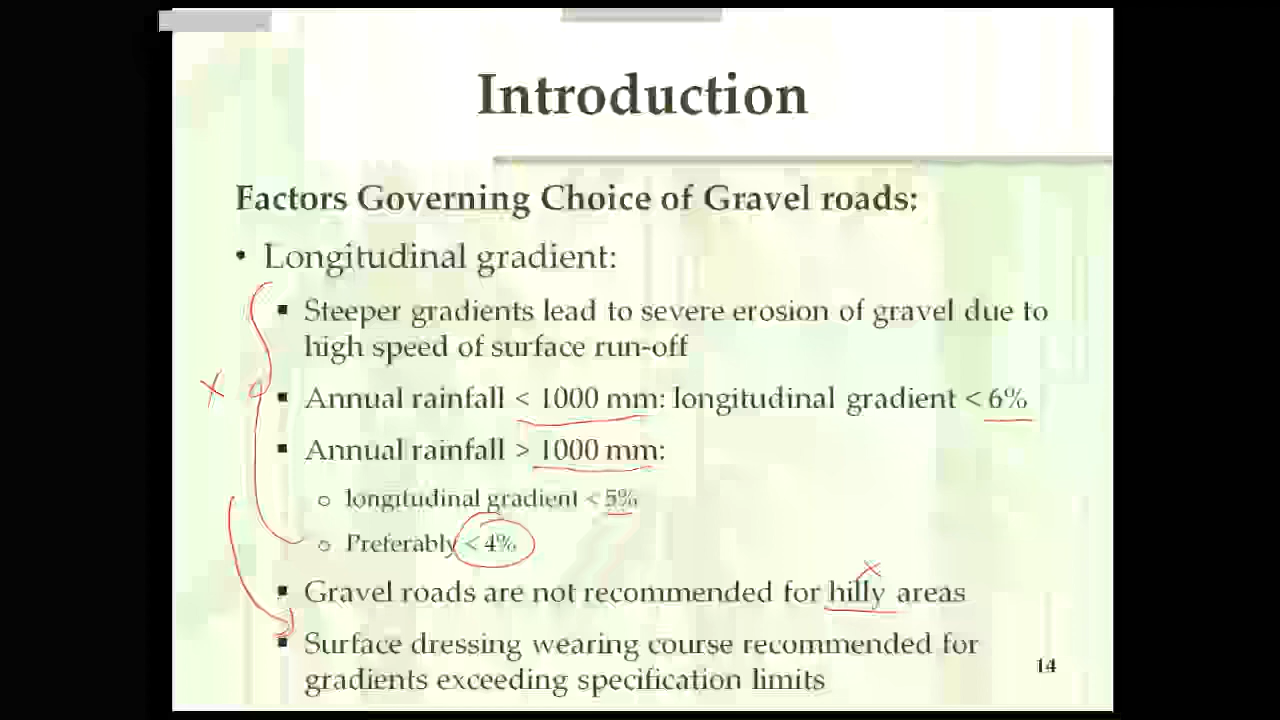 Introduction
Factors Governing Choice of Gravel roads:
• Longitudinal gradient:
▪ Steeper gradients lead to severe erosion of gravel due to
high speed of surface run-off
▪ Annual rainfall < 1000 mm: longitudinal gradient < 6%
▪ Annual rainfall > 1000 mm:
o longitudinal gradient < 5%
o Preferably < 4%
▪ Gravel roads are not recommended for hilly areas
▪ Surface dressing wearing course recommended for
gradients exceeding specification limits
14